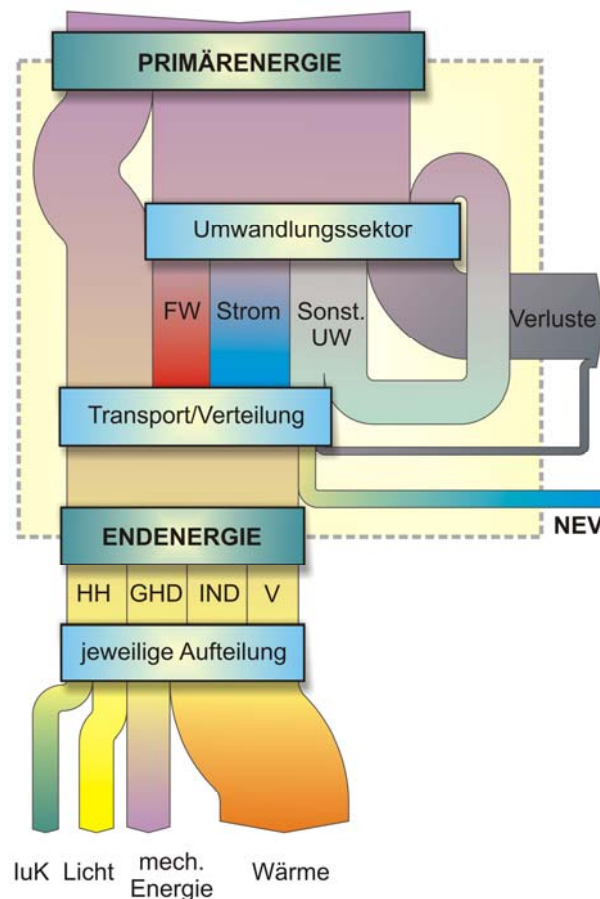 PRIMÄRENERGIE
Umwandlungssektor
FW
Strom
Sonst.
UW
Verluste
Transport/Verteilung
NEV
ENDENERGIE
HH
GHD
IND
V
jeweilige Aufteilung
IuK
Licht
mech.
Energie
Wärme